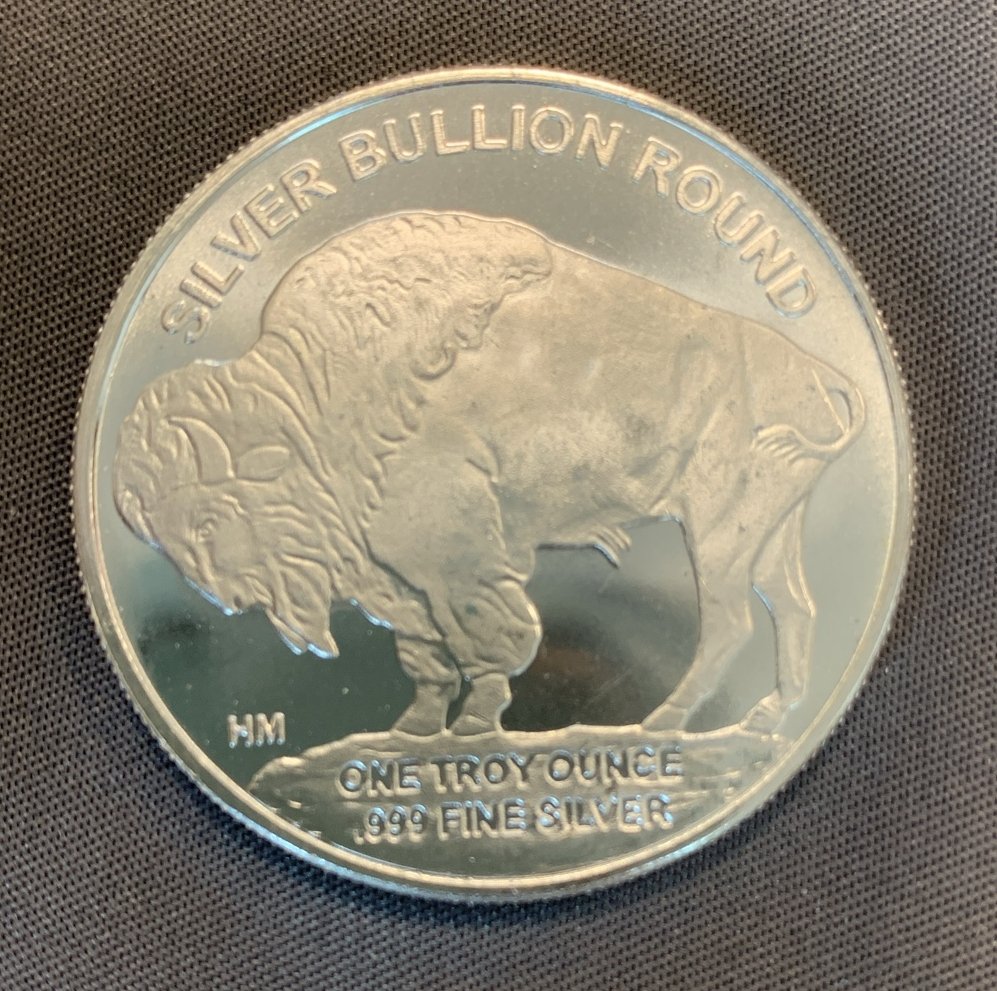 SILVER BULLION ROUND
HM
ONE TROY OUNCE
.999 FINE SILVER